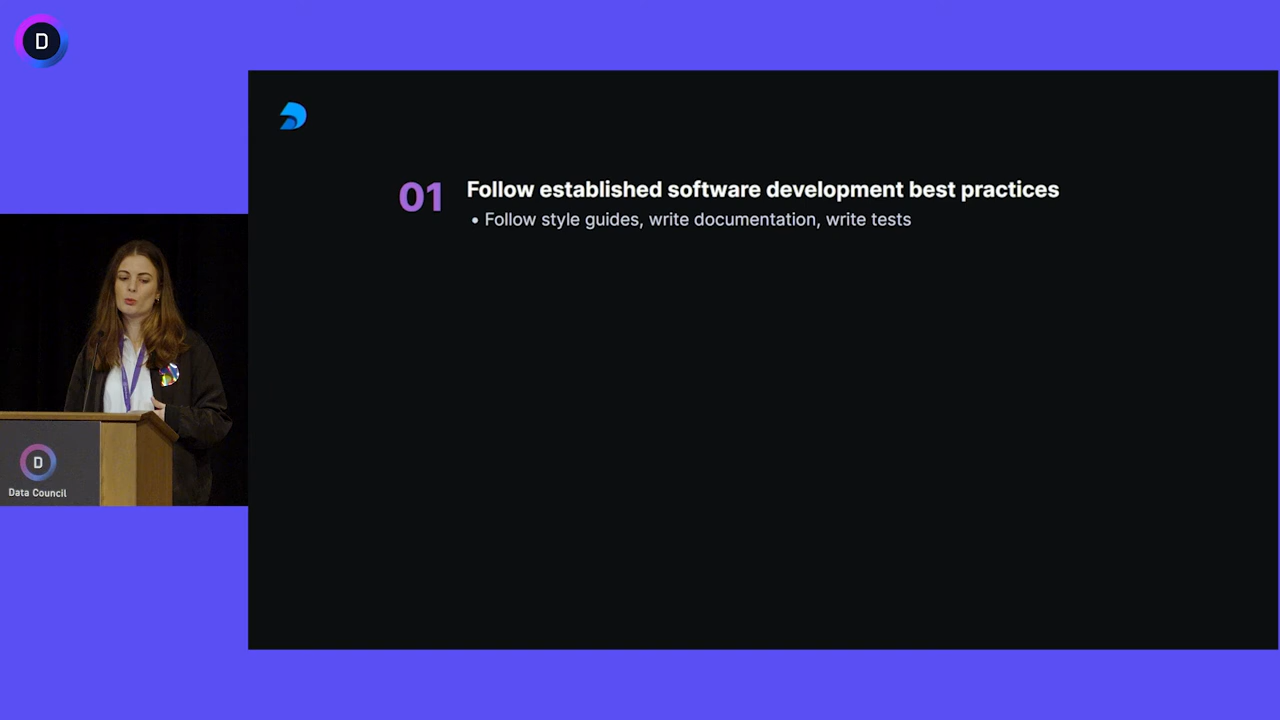 D
01
Follow established software development best practices
• Follow style guides, write documentation, write tests
D
Data Council